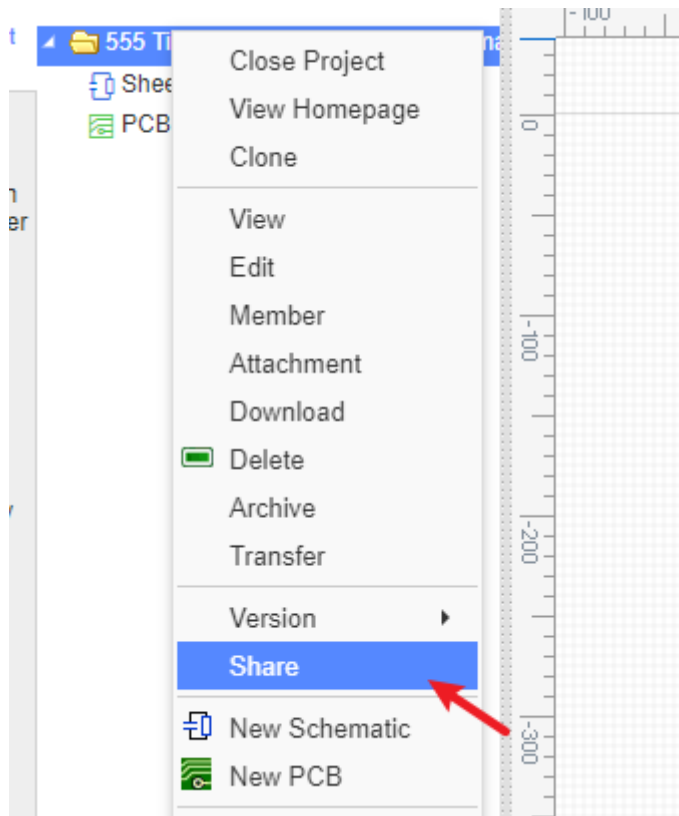 t
555 Ti
Shee
PCB
n
er
y
Close Project
View Homepage
Clone
View
Edit
Member
Attachment
Download
Delete
Archive
Transfer
Version
Share
New Schematic
New PCB
-100
0
-100
-200
-300